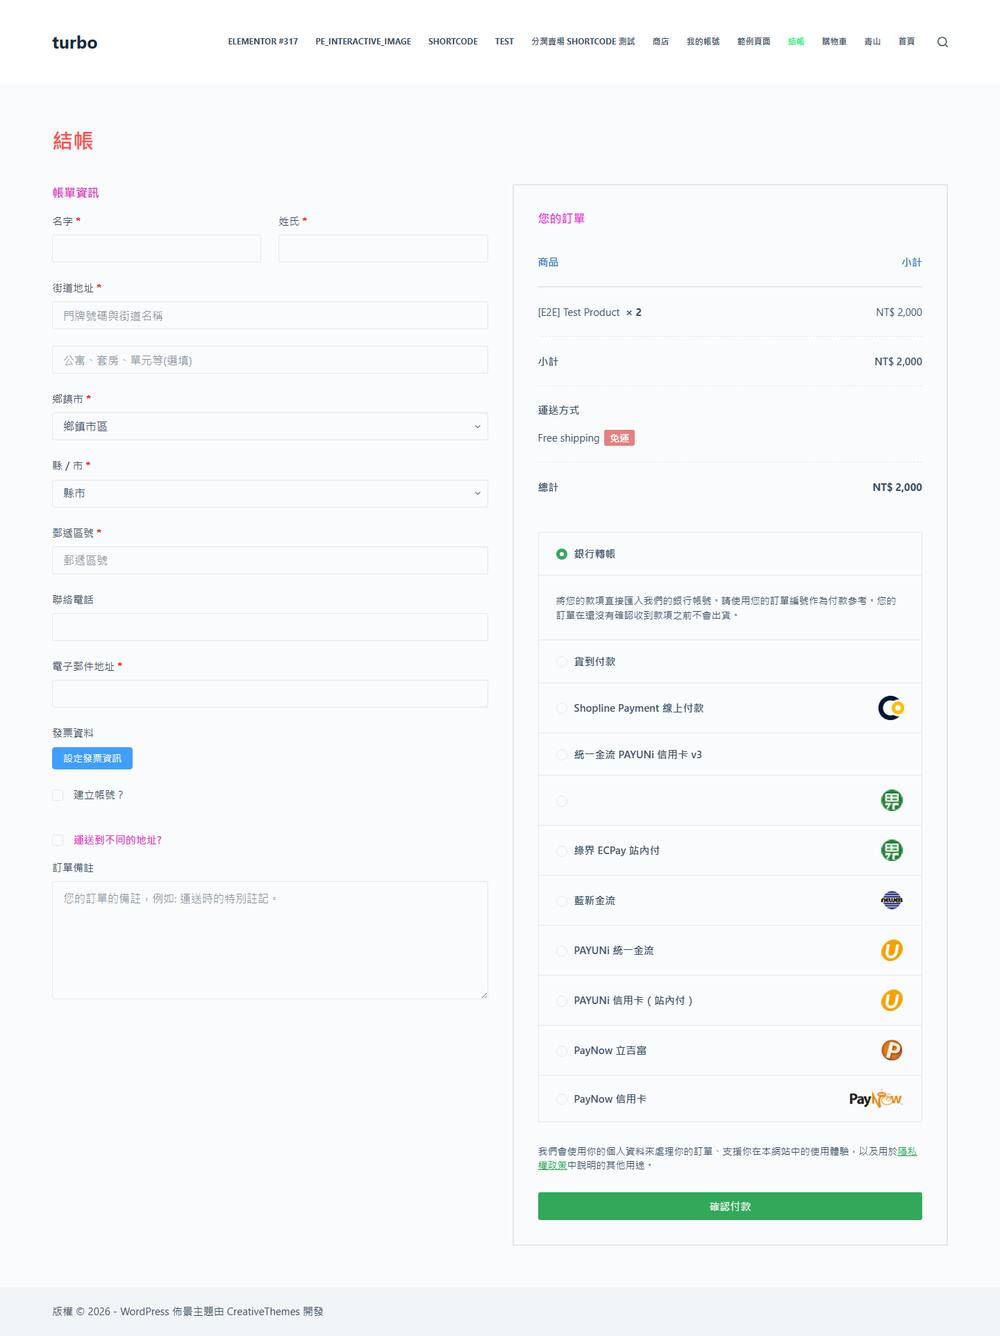 turbo
ELEMENTOR #317 PE_INTERACTIVE_IMAGE SHORTCODE TEST 分潤賣場 SHORTCODE 測試 商店 我的帳號 範例頁面 結帳 購物車 壽山 首頁
結帳
帳單資訊
名字 * 姓氏 *
街道地址 *
門牌號碼與街道名稱
公寓、套房、單元等(選填)
鄉鎮市 *
鄉鎮市區
縣 / 市 *
縣市
郵遞區號 *
郵遞區號
聯絡電話
電子郵件地址 *
發票資料
設定發票資訊
建立帳號？
運送到不同的地址?
訂單備註
您的訂單的備註，例如: 運送時的特別註記。
您的訂單
商品 小計
[E2E] Test Product × 2 NT$ 2,000
小計 NT$ 2,000
運送方式
Free shipping 免運
總計 NT$ 2,000
銀行轉帳
將您的款項直接匯入我們的銀行帳號。請使用您的訂單編號作為付款參考。您的
訂單在還沒有確認收到款項之前不會出貨。
貨到付款
Shopline Payment 線上付款
統一金流 PAYUNi 信用卡 v3
綠界 ECPay 站內付
藍新金流
PAYUNi 統一金流
PAYUNi 信用卡 ( 站內付 )
PayNow 立吉富
PayNow 信用卡 PayNow
我們會使用你的個人資料來處理你的訂單、支援你在本網站中的使用體驗，以及用於隱私
權政策中說明的其他用途。
確認付款
版權 © 2026 - WordPress 佈景主題由 CreativeThemes 開發